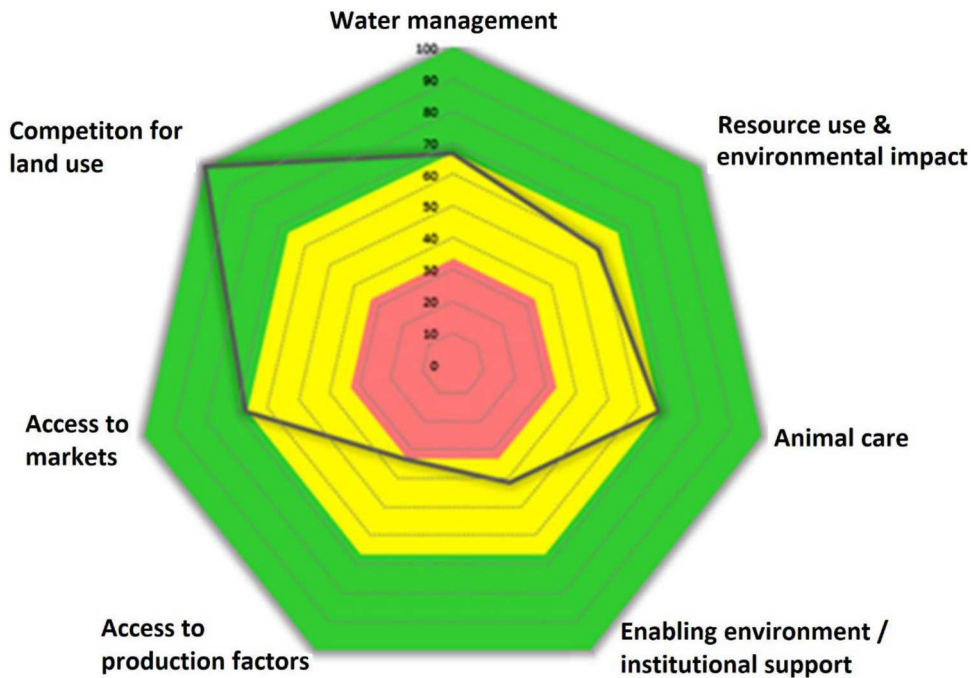 Water management
100
90
80
70
60
50
40
30
20
10
0
Competiton for
land use
Resource use &
environmental impact
Access to
markets
Animal care
Access to
production factors
Enabling environment /
institutional support